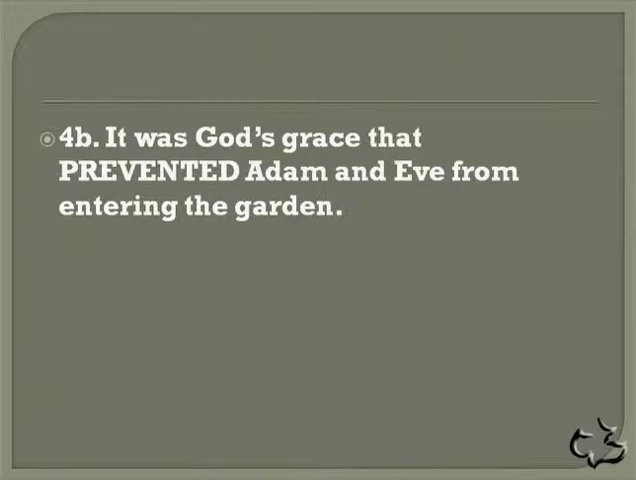 4b. It was God's grace that
PREVENTED Adam and Eve from
entering the garden.